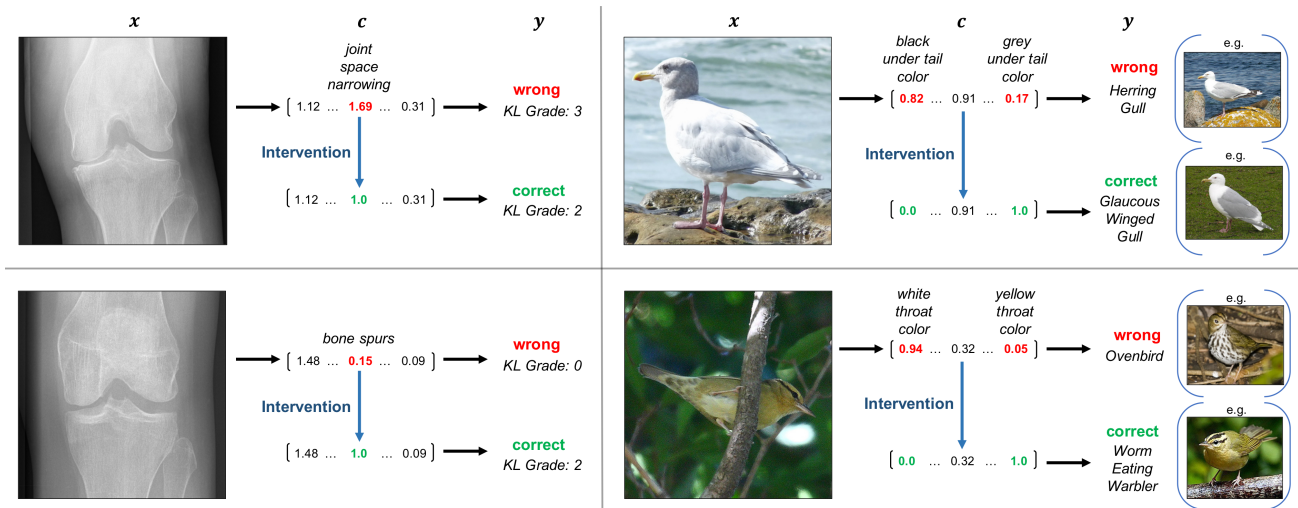 x
c
y
joint
space
narrowing
[ 1.12 ... 1.69 ... 0.31 ]
wrong
KL Grade: 3
Intervention
[ 1.12 ... 1.0 ... 0.31 ]
correct
KL Grade: 2
x
c
y
black
under tail
color
grey
under tail
color
[ 0.82 ... 0.91 ... 0.17 ]
wrong
Herring
Gull
e.g.
Intervention
[ 0.0 ... 0.91 ... 1.0 ]
correct
Glaucous
Winged
Gull
e.g.
bone spurs
[ 1.48 ... 0.15 ... 0.09 ]
wrong
KL Grade: 0
Intervention
[ 1.48 ... 1.0 ... 0.09 ]
correct
KL Grade: 2
white
throat
color
yellow
throat
color
[ 0.94 ... 0.32 ... 0.05 ]
wrong
Ovenbird
e.g.
Intervention
[ 0.0 ... 0.32 ... 1.0 ]
correct
Worm
Eating
Warbler
e.g.